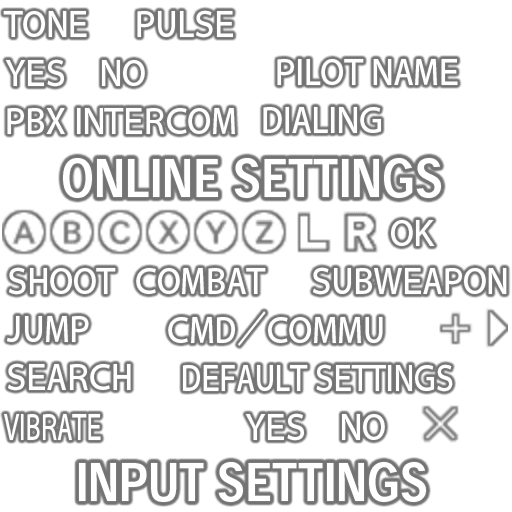 TONE PULSE
YES NO PILOT NAME
PBX INTERCOM DIALING
ONLINE SETTINGS
A B C X Y Z L R OK
SHOOT COMBAT SUBWEAPON
JUMP CMD/COMMU +
SEARCH DEFAULT SETTINGS
VIBRATE YES NO ×
INPUT SETTINGS